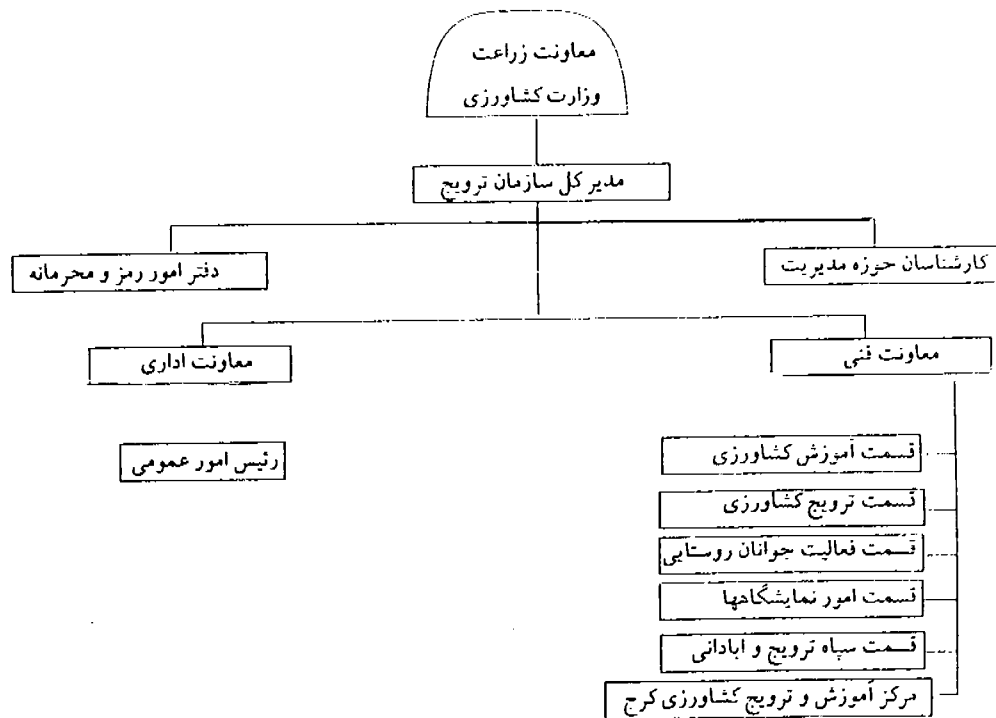 معاونت زراعت
وزارت کشاورزی
مدیر کل سازمان ترویج
کارشناسان حوزه مدیریت
دفتر امور رمز و محرمانه
معاونت فنی
معاونت اداری
قسمت آموزش کشاورزی
رئیس امور عمومی
قسمت ترویج کشاورزی
قسمت فعالیت جوانان روستایی
قسمت امور نمایشگاهها
قسمت سپاه ترویج و ابادانی
مرکز آموزش و ترویج کشاورزی کرج